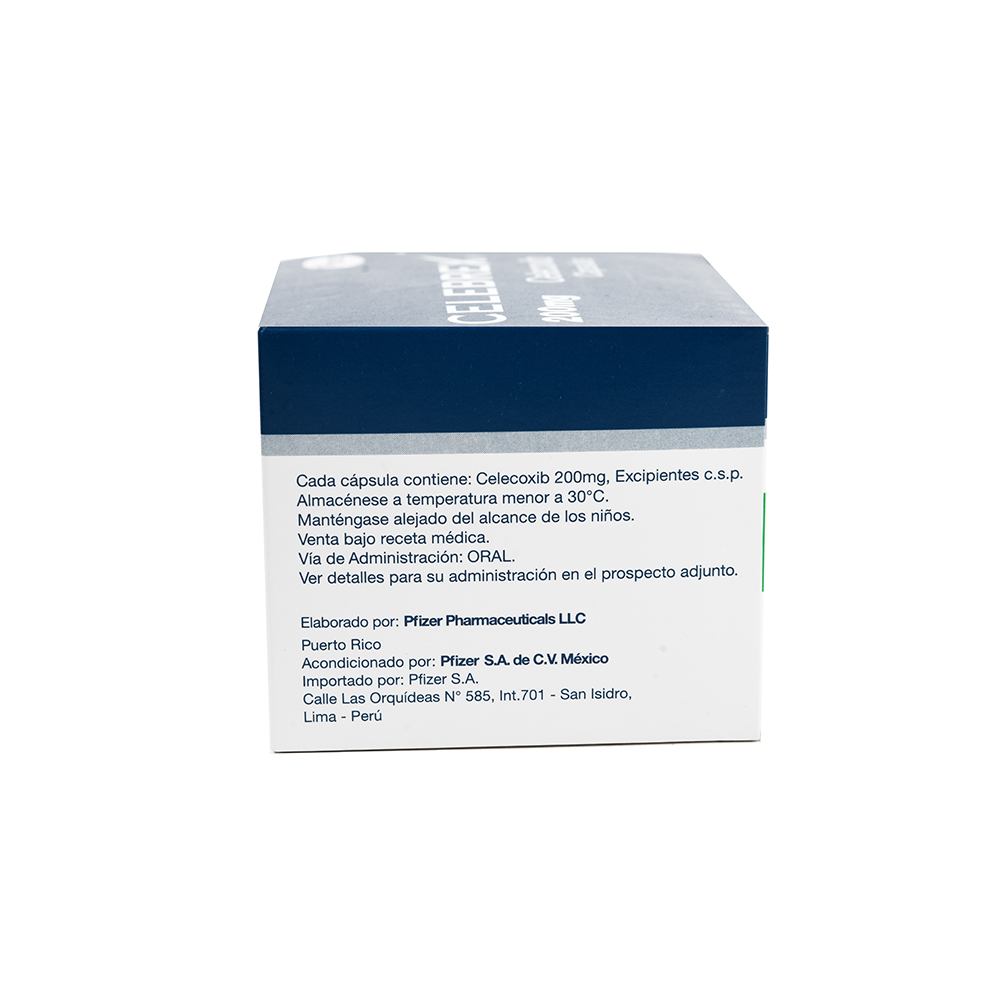 CELEBREX
200mg
Cada cápsula contiene: Celecoxib 200mg, Excipientes c.s.p.
Almacénese a temperatura menor a 30°C.
Manténgase alejado del alcance de los niños.
Venta bajo receta médica.
Vía de Administración: ORAL.
Ver detalles para su administración en el prospecto adjunto.
Elaborado por: Pfizer Pharmaceuticals LLC
Puerto Rico
Acondicionado por: Pfizer S.A. de C.V. México
Importado por: Pfizer S.A.
Calle Las Orquídeas N° 585, Int.701 - San Isidro,
Lima - Perú